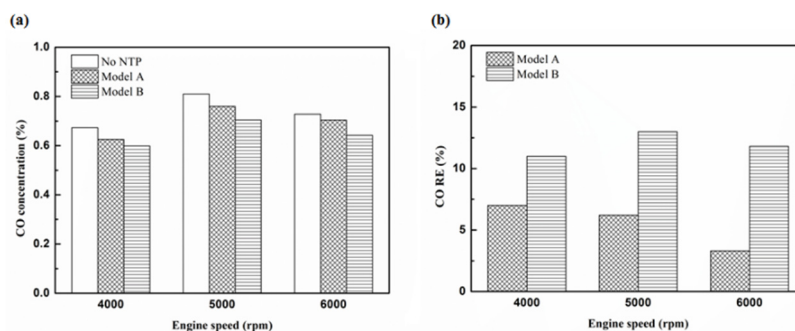 (a)
CO concentration (%)
1.0
0.8
0.6
0.4
0.2
0.0
No NTP
Model A
Model B
4000 5000 6000
Engine speed (rpm)
(b)
CO RE (%)
20
15
10
5
0
Model A
Model B
4000 5000 6000
Engine speed (rpm)